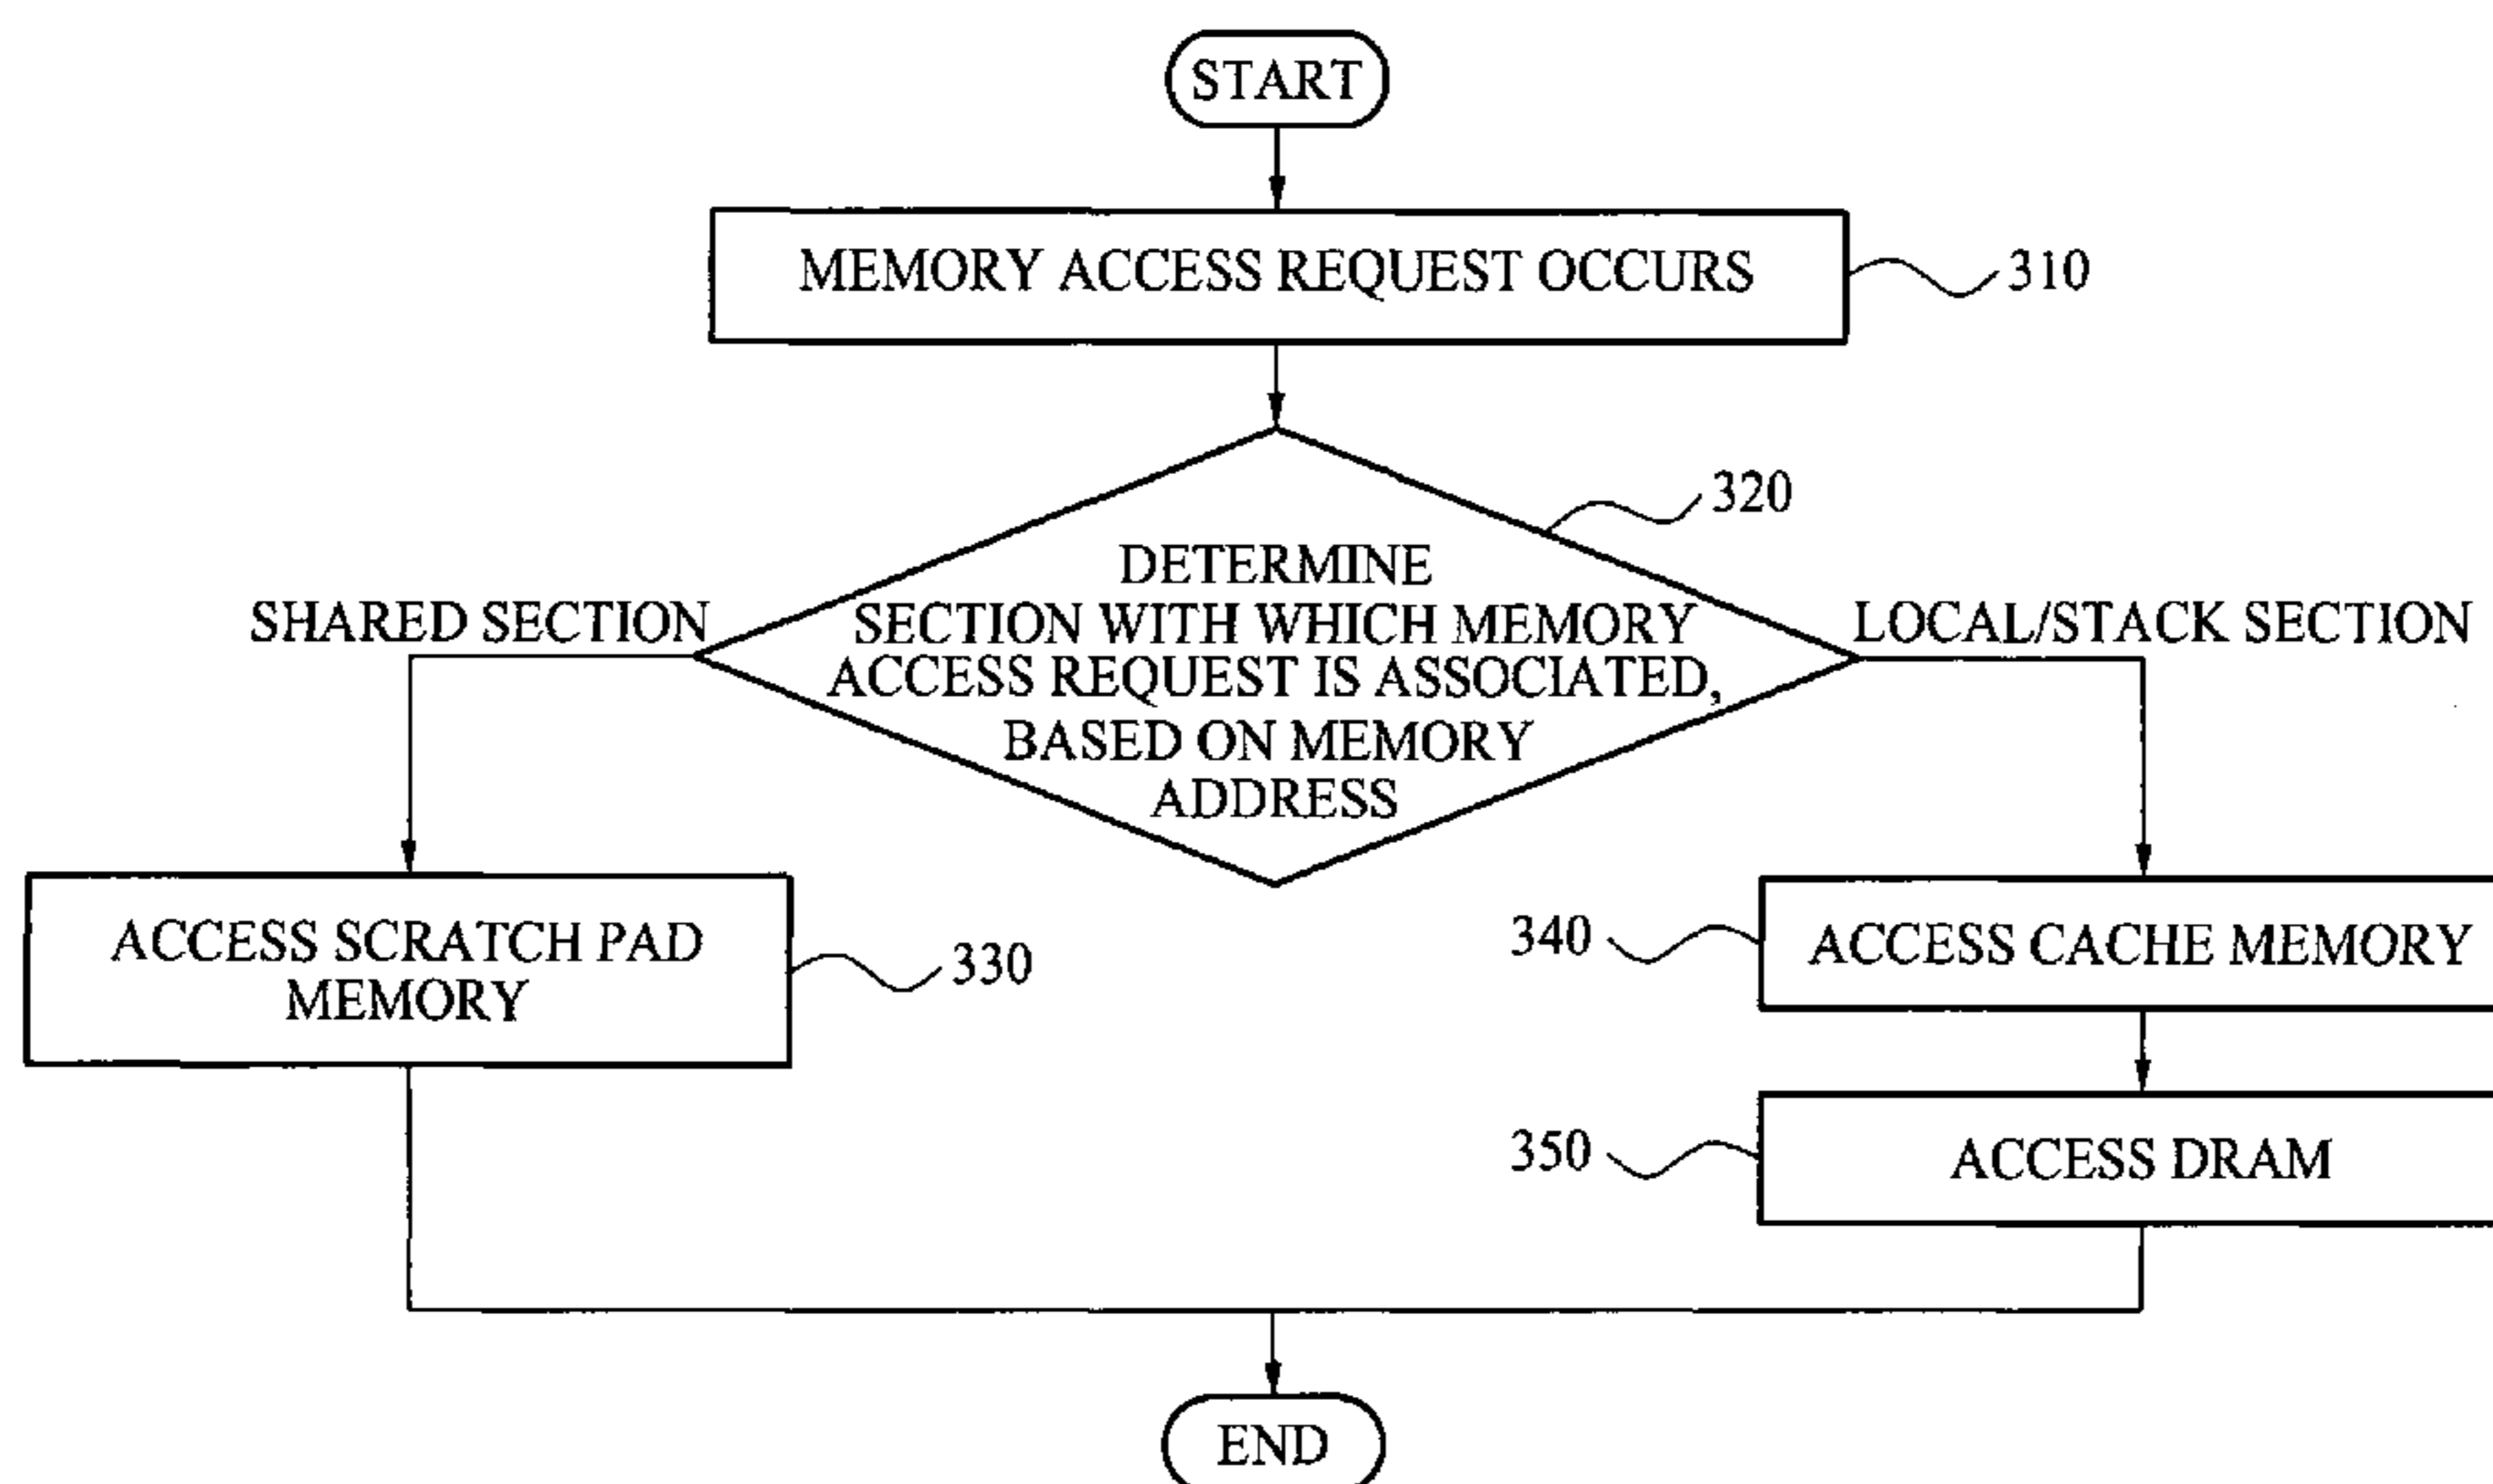 START
MEMORY ACCESS REQUEST OCCURS
310
320
DETERMINE
SECTION WITH WHICH MEMORY
ACCESS REQUEST IS ASSOCIATED,
BASED ON MEMORY
ADDRESS
SHARED SECTION
LOCAL/STACK SECTION
ACCESS SCRATCH PAD
MEMORY
330
340
ACCESS CACHE MEMORY
350
ACCESS DRAM
END